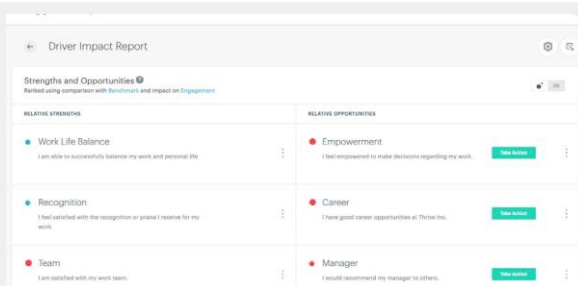 Driver Impact Report
Strengths and Opportunities
Ranked using comparison with Benchmark and impact on Engagement
RELATIVE STRENGTHS
RELATIVE OPPORTUNITIES
Work Life Balance
I am able to successfully balance my work and personal life
Empowerment
I feel empowered to make decisions regarding my work.
Take Action
Recognition
I feel satisfied with the recognition or praise I receive for my
work.
Career
I have good career opportunities at Thrive Inc.
Take Action
Team
I am satisfied with my work team.
Manager
I would recommend my manager to others.
Take Action